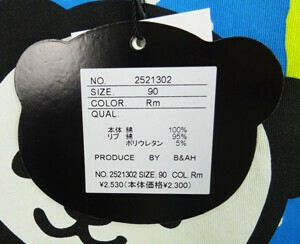 NO. 2521302
SIZE. 90
COLOR. Rm
QUAL.
本体 綿 100%
リブ 綿 95%
ポリウレタン 5%
PRODUCE BY B&AH
NO. 2521302 SIZE. 90 COL. Rm
¥2,530(本体価格¥2,300)